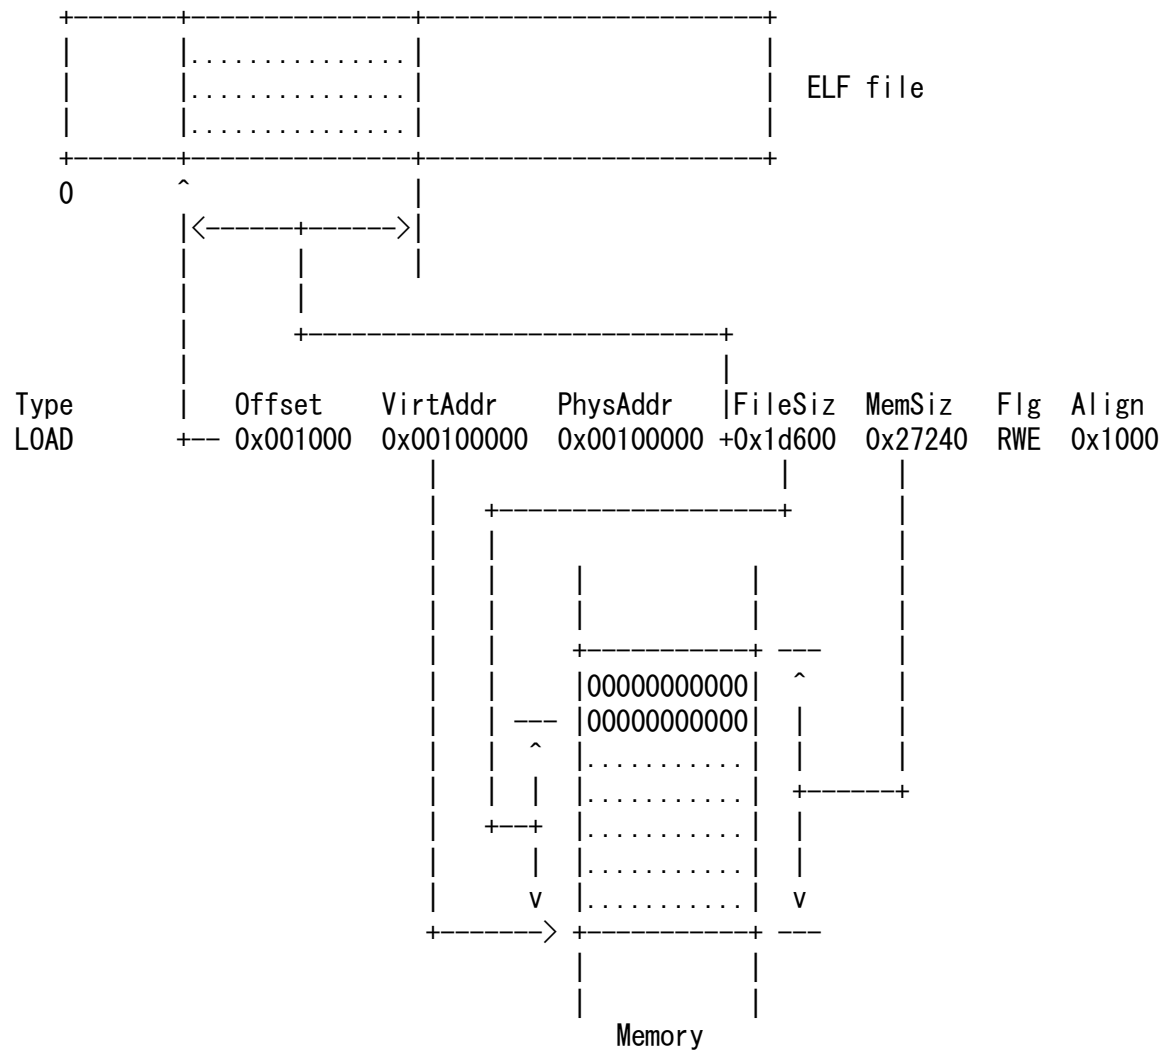 ELF file
0
Type Offset VirtAddr PhysAddr FileSiz MemSiz Flg Align
LOAD 0x001000 0x00100000 0x00100000 0x1d600 0x27240 RWE 0x1000
00000000000
00000000000
Memory